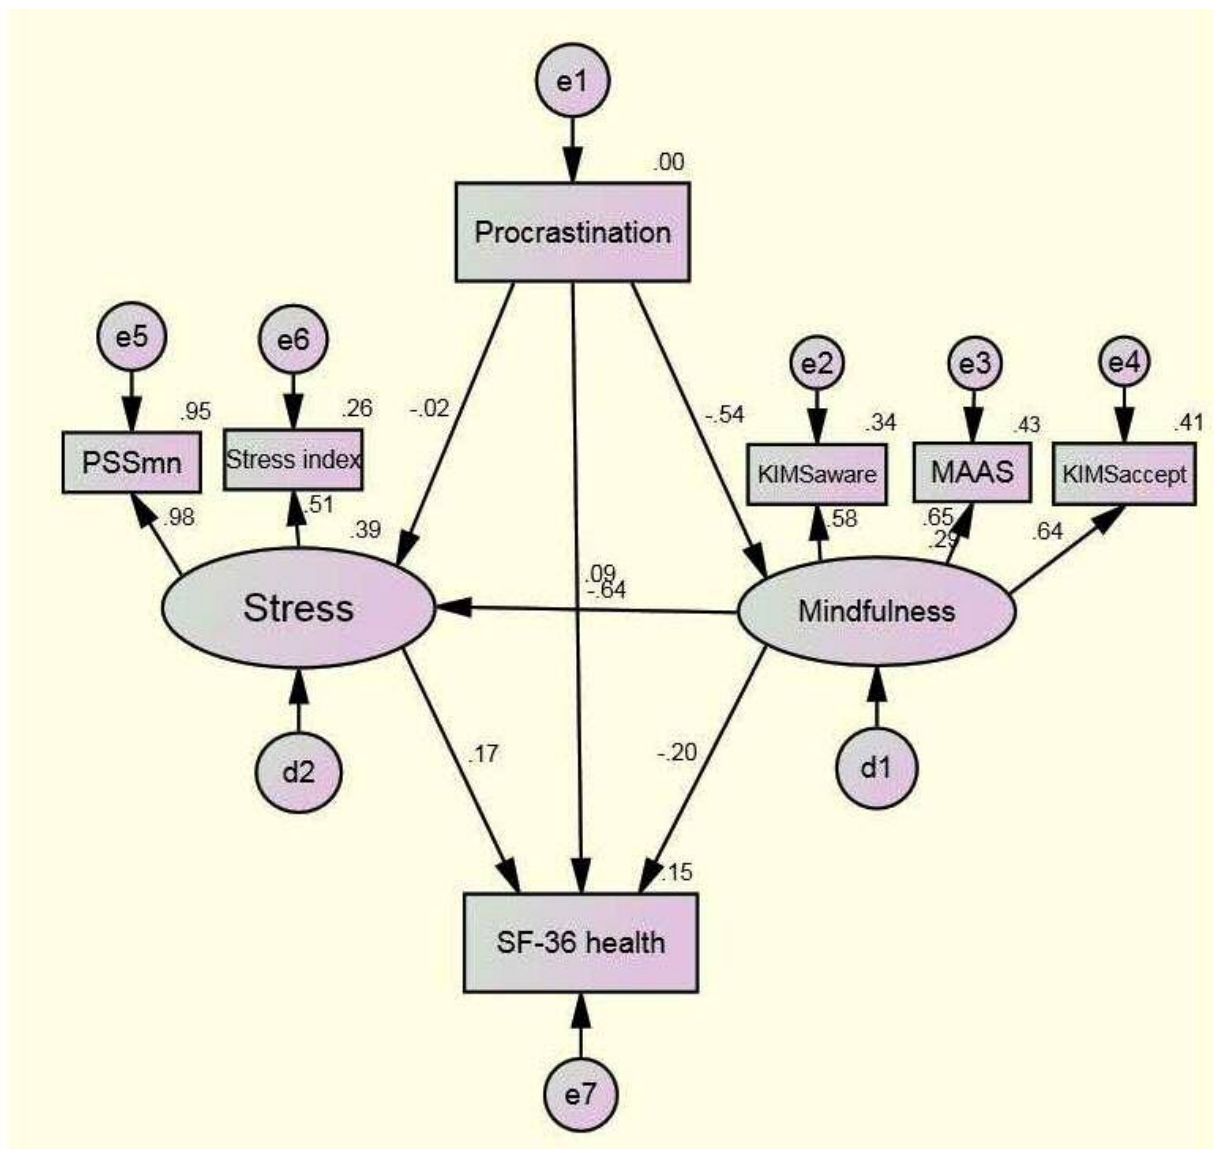 e1
.00
Procrastination
e5
e6
e2
e3
e4
.95
.26
-.02
-.54
.34
.43
.41
PSSmn
Stress index
KIMSaware
MAAS
KIMSaccept
.98
.51
.39
.58
.65
.29
.64
.09
-.64
Stress
Mindfulness
d2
.17
-.20
d1
.15
SF-36 health
e7